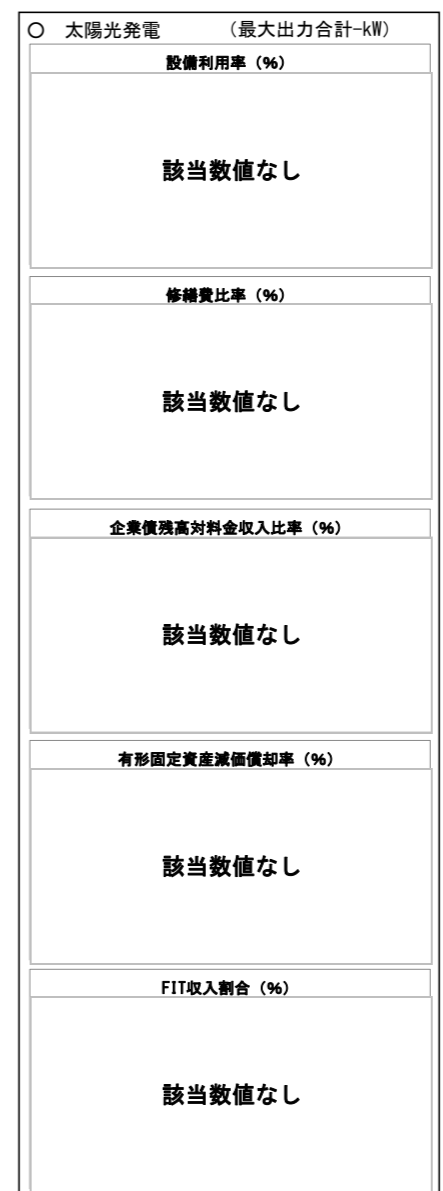 ○ 太陽光発電 （最大出力合計-kW）
設備利用率（%）
該当数値なし
修繕費比率（%）
該当数値なし
企業債残高対料金収入比率（%）
該当数値なし
有形固定資産減価償却率（%）
該当数値なし
FIT収入割合（%）
該当数値なし